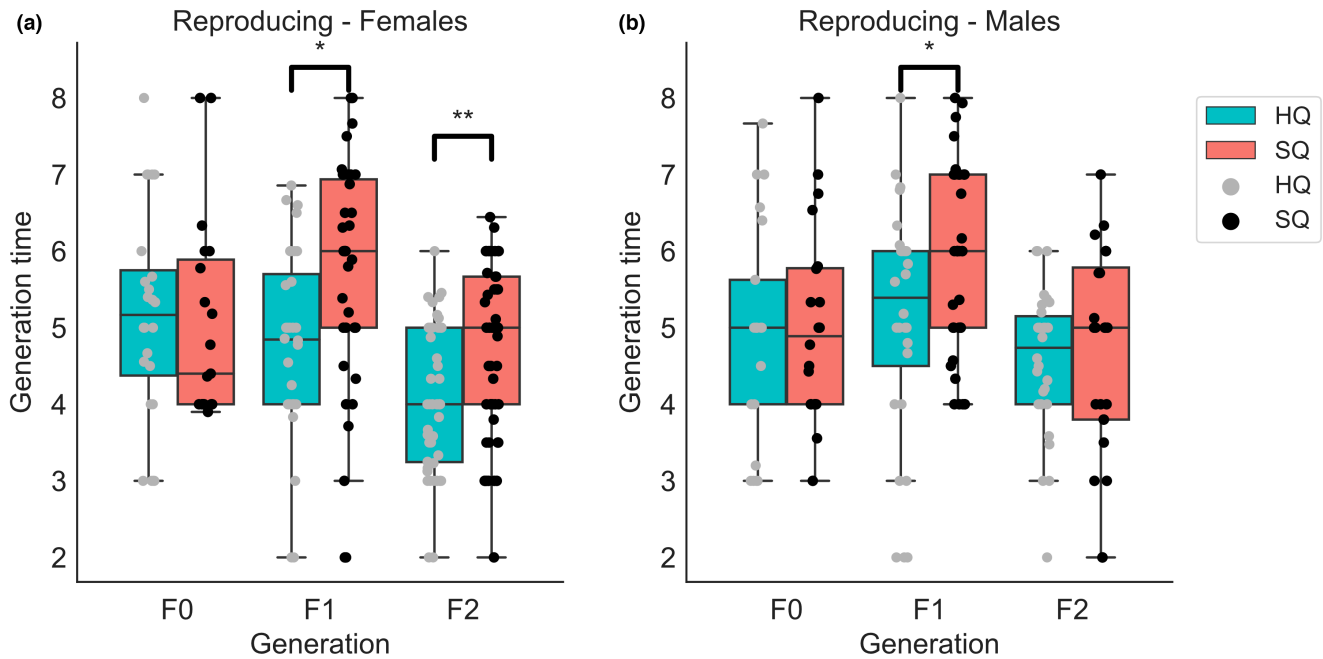 (a)
Reproducing - Females
*
**
8
7
6
5
4
3
2
Generation time
F0 F1 F2
Generation
(b)
Reproducing - Males
*
8
7
6
5
4
3
2
Generation time
F0 F1 F2
Generation
HQ
SQ
HQ
SQ